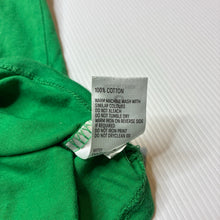 100% COTTON
WARM MACHINE WASH WITH
SIMILAR COLOURS
DO NOT BLEACH
DO NOT TUMBLE DRY
WARM IRON ON REVERSE SIDE
IF REQUIRED
DO NOT IRON PRINT
DO NOT DRYCLEAN